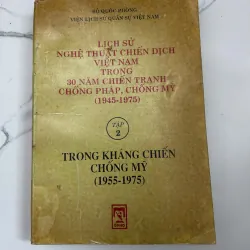 BỘ QUỐC PHÒNG
VIỆN LỊCH SỬ QUÂN SỰ VIỆT NAM
LỊCH SỬ
NGHỆ THUẬT CHIẾN DỊCH
VIỆT NAM
TRONG
30 NĂM CHIẾN TRANH
CHỐNG PHÁP, CHỐNG MỸ
(1945-1975)
TẬP
2
TRONG KHÁNG CHIẾN
CHỐNG MỸ
(1955-1975)